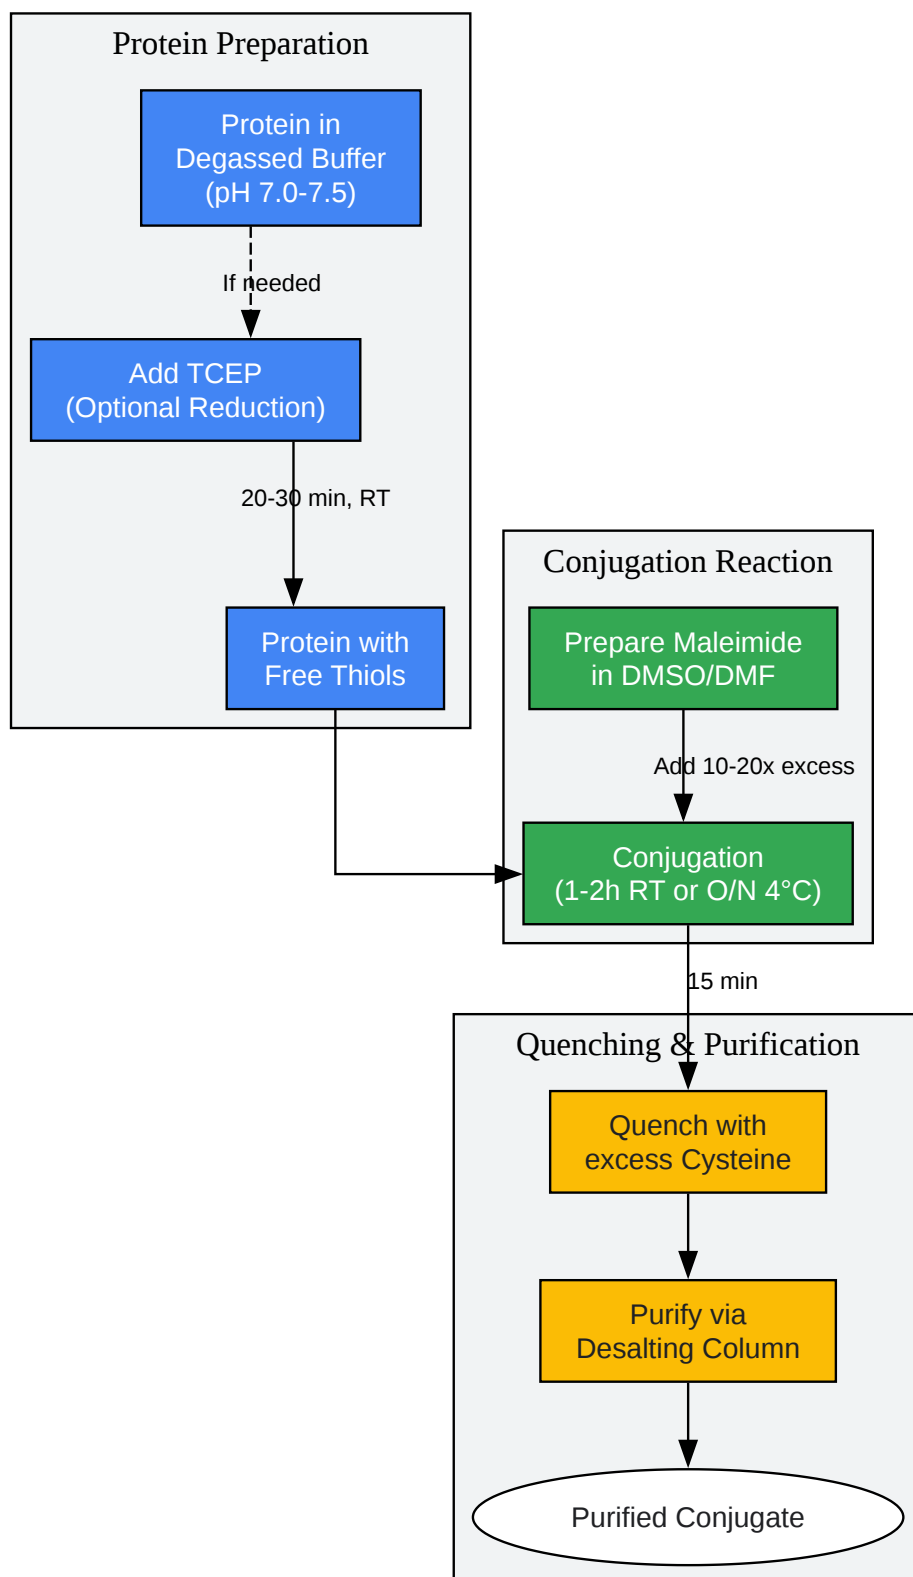 Protein Preparation
Protein in
Degassed Buffer
(pH 7.0-7.5)
If needed
Add TCEP
(Optional Reduction)
20-30 min, RT
Protein with
Free Thiols
Conjugation Reaction
Prepare Maleimide
in DMSO/DMF
Add 10-20x excess
Conjugation
(1-2h RT or O/N 4°C)
15 min
Quenching & Purification
Quench with
excess Cysteine
Purify via
Desalting Column
Purified Conjugate